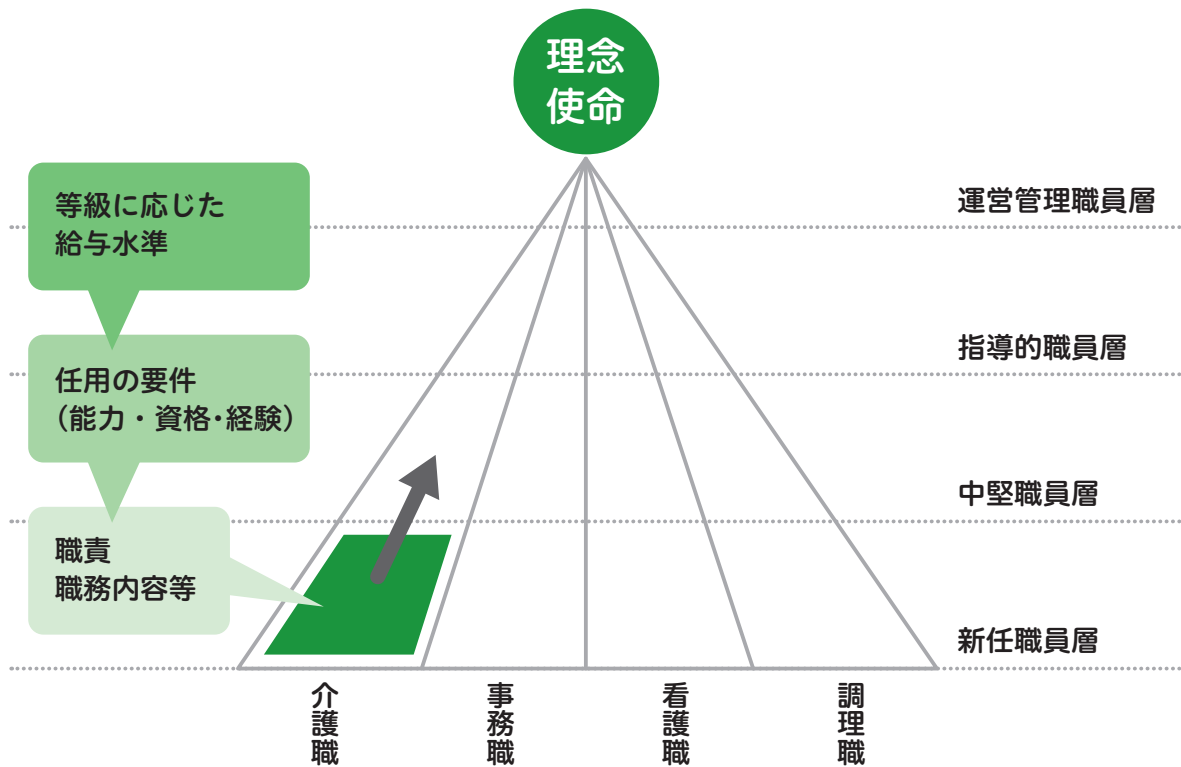 理念
使命
等級に応じた
給与水準
任用の要件
（能力・資格・経験）
職責
職務内容等
運営管理職員層
指導的職員層
中堅職員層
新任職員層
介護職
事務職
看護職
調理職